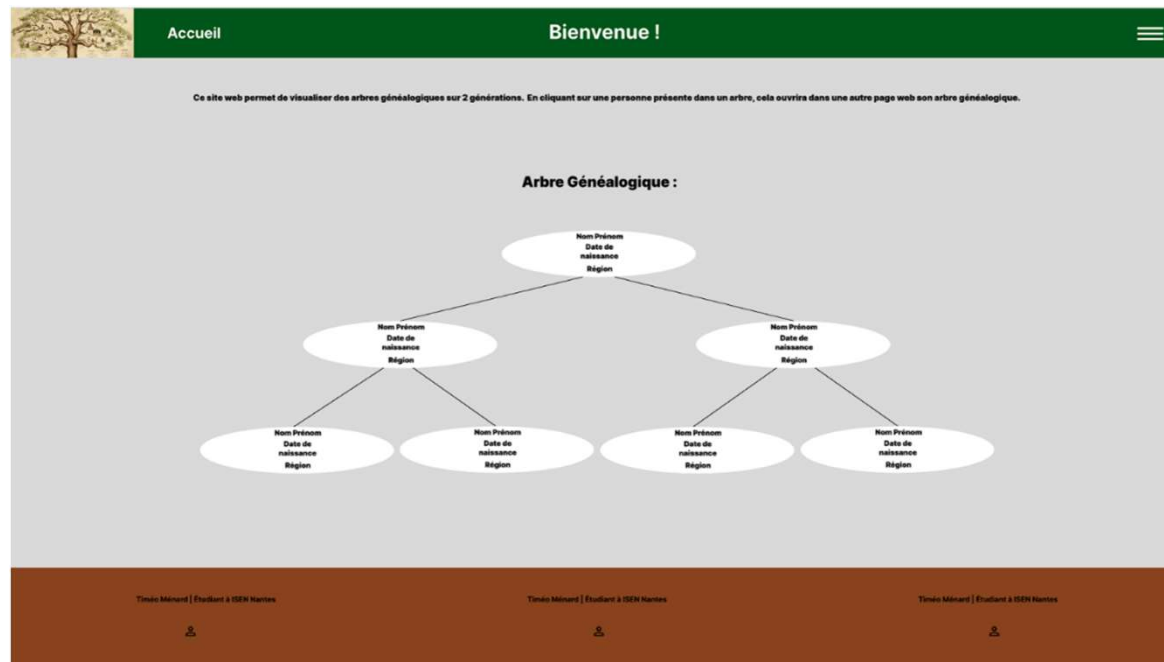 Accueil
Bienvenue !
Ce site web permet de visualiser des arbres généalogiques sur 2 générations. En cliquant sur une personne présente dans un arbre, cela ouvrira dans une autre page web son arbre généalogique.
Arbre Généalogique :
Nom Prénom
Date de
naissance
Région
Nom Prénom
Date de
naissance
Région
Nom Prénom
Date de
naissance
Région
Nom Prénom
Date de
naissance
Région
Nom Prénom
Date de
naissance
Région
Nom Prénom
Date de
naissance
Région
Nom Prénom
Date de
naissance
Région
Timéo Ménard | Étudiant à ISEN Nantes
Timéo Ménard | Étudiant à ISEN Nantes
Timéo Ménard | Étudiant à ISEN Nantes